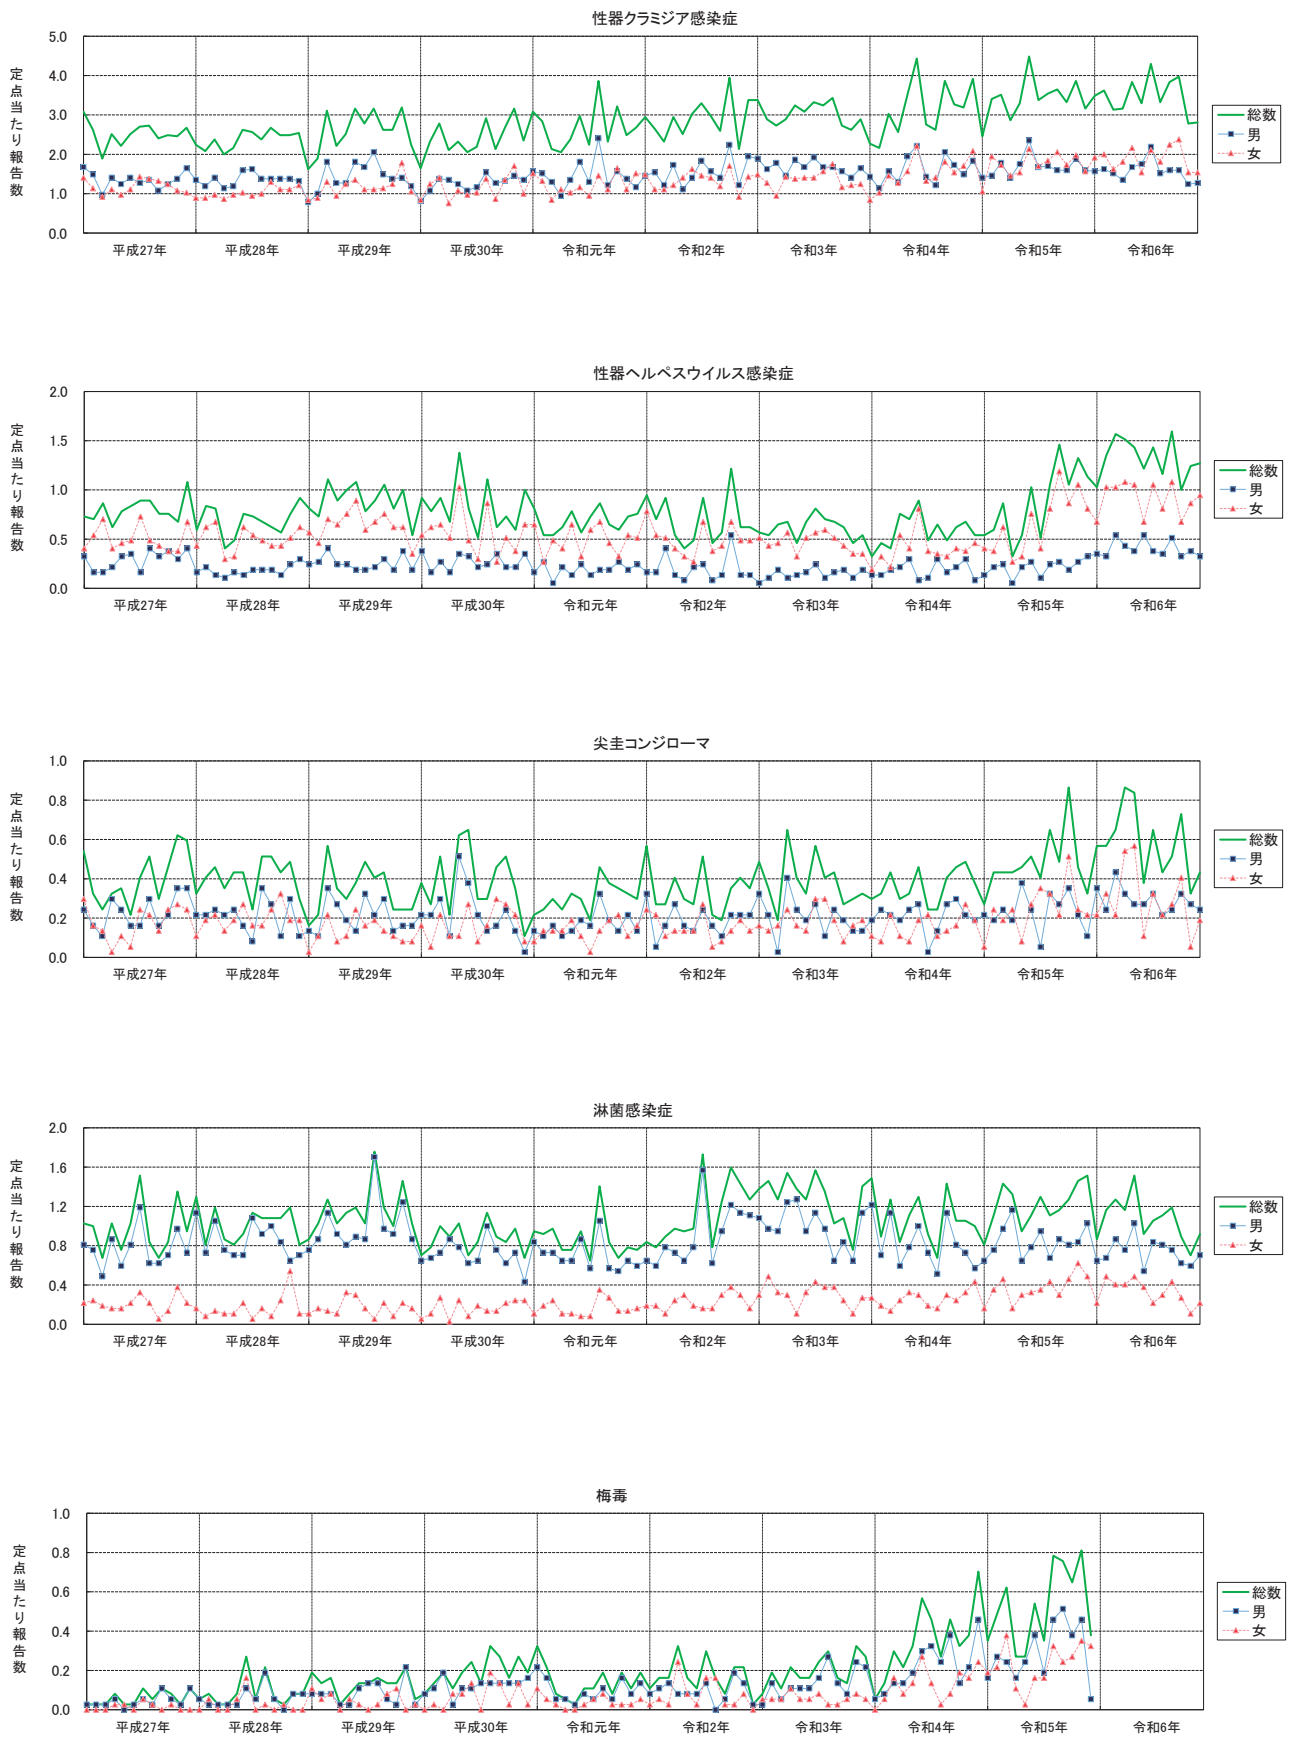 性器クラミジア感染症
定点当たり報告数
5.0
4.0
3.0
2.0
1.0
0.0
平成27年 平成28年 平成29年 平成30年 令和元年 令和2年 令和3年 令和4年 令和5年 令和6年
総数
男
女
性器ヘルペスウイルス感染症
定点当たり報告数
2.0
1.5
1.0
0.5
0.0
平成27年 平成28年 平成29年 平成30年 令和元年 令和2年 令和3年 令和4年 令和5年 令和6年
総数
男
女
尖圭コンジローマ
定点当たり報告数
1.0
0.8
0.6
0.4
0.2
0.0
平成27年 平成28年 平成29年 平成30年 令和元年 令和2年 令和3年 令和4年 令和5年 令和6年
総数
男
女
淋菌感染症
定点当たり報告数
2.0
1.6
1.2
0.8
0.4
0.0
平成27年 平成28年 平成29年 平成30年 令和元年 令和2年 令和3年 令和4年 令和5年 令和6年
総数
男
女
梅毒
定点当たり報告数
1.0
0.8
0.6
0.4
0.2
0.0
平成27年 平成28年 平成29年 平成30年 令和元年 令和2年 令和3年 令和4年 令和5年 令和6年
総数
男
女